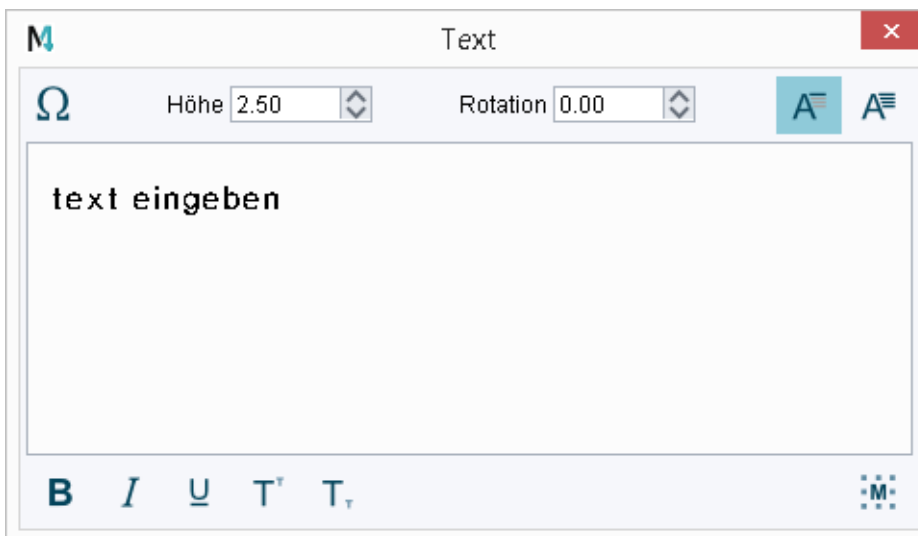 Text
Ω Höhe 2.50 Rotation 0.00 A A
text eingeben
B I U T T T T M